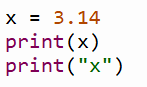 x = 3.14
print(x)
print("x")